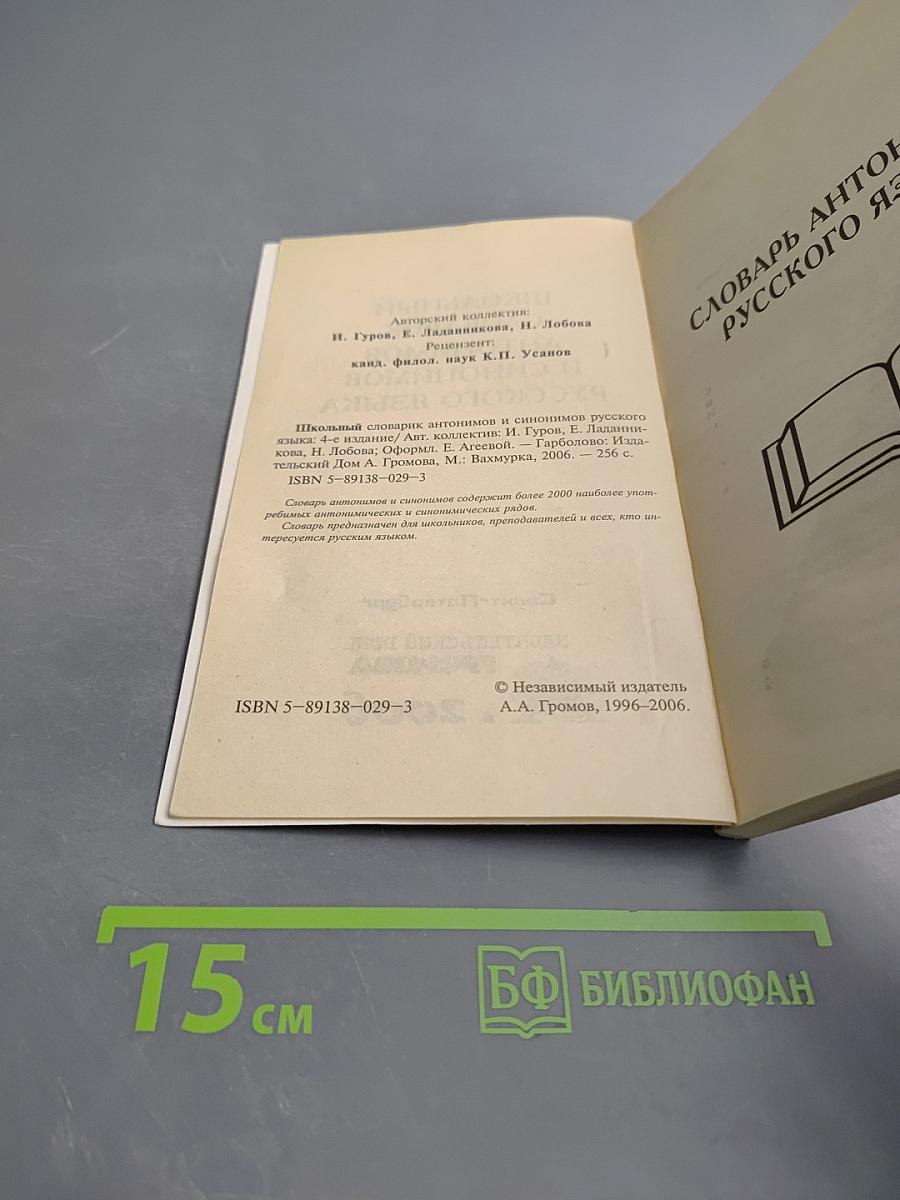 Авторский коллектив:
И. Гуров, Е. Ладанникова, Н. Лобова
Рецензент:
канд. филол. наук К.П. Усанов
Школьный словарик антонимов и синонимов русского
языка: 4-е издание/ Авт. коллектив: И. Гуров, Е. Ладанни-
кова, Н. Лобова; Оформл. Е. Агеевой. — Гарболово: Изда-
тельский Дом А. Громова, М.: Вахмурка, 2006. — 256 с.
ISBN 5–89138–029–3
Словарь антонимов и синонимов содержит более 2000 наиболее упот-
ребимых антонимических и синонимических рядов.
Словарь предназначен для школьников, преподавателей и всех, кто ин-
тересуется русским языком.
ISBN 5–89138–029–3
© Независимый издатель
А.А. Громов, 1996–2006.
СЛОВАРЬ АНТОН
РУССКОГО ЯЗ
15 см
БФ БИБЛИОФАН